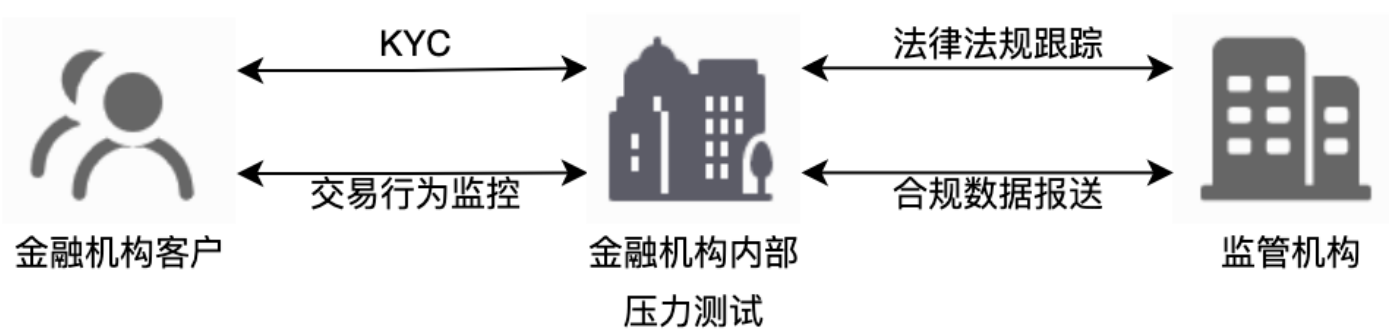 KYC
法律法规跟踪
交易行为监控
合规数据报送
金融机构客户
金融机构内部
监管机构
压力测试